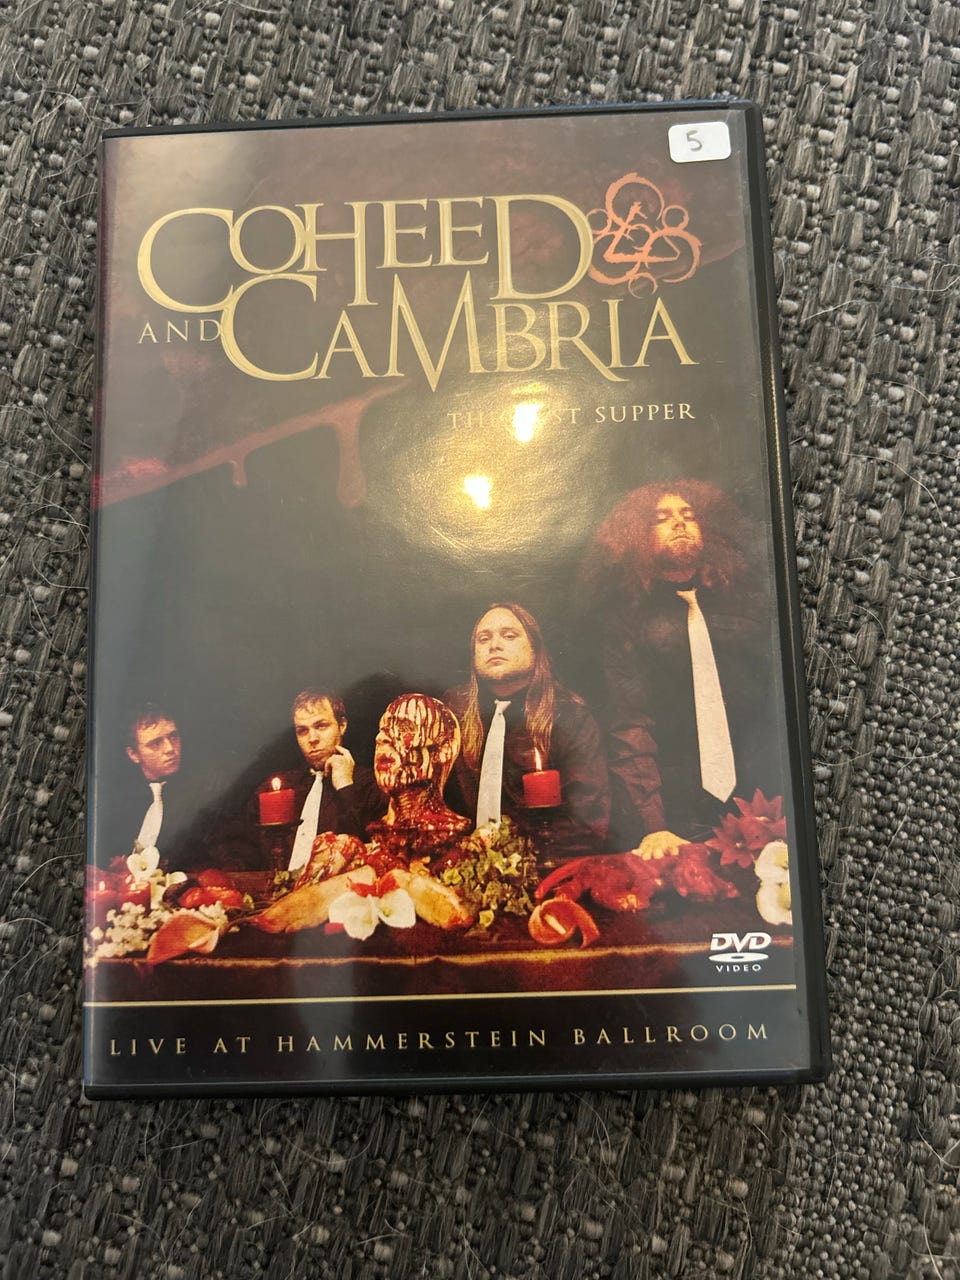 5
COHEED
AND CAMBRIA
SUPPER
DVD
VIDEO
LIVE AT HAMMERSTEIN BALLROOM